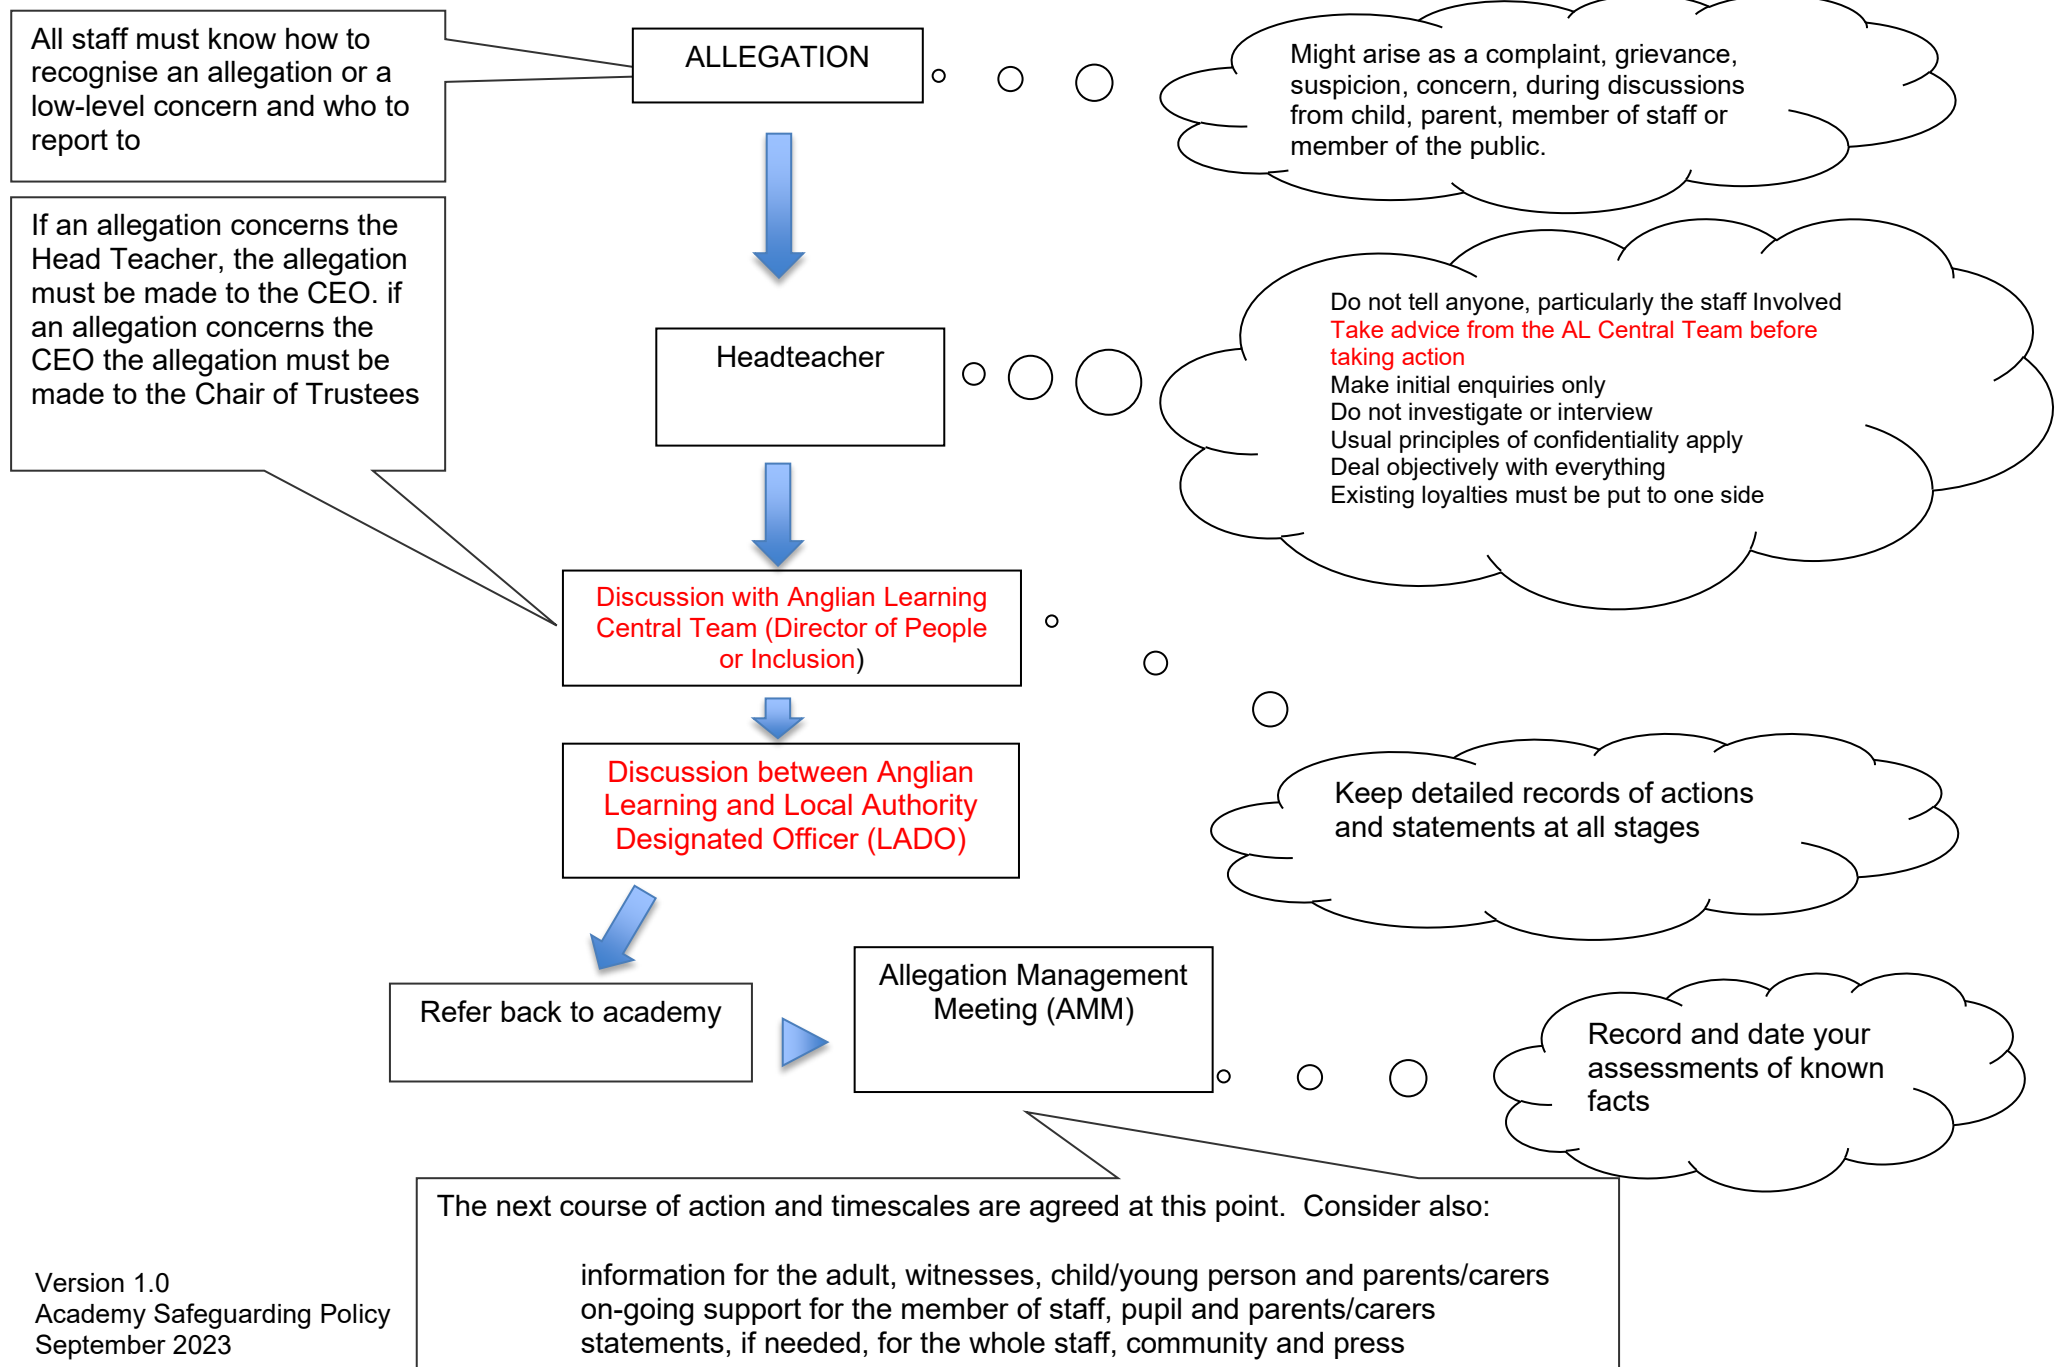 All staff must know how to
recognise an allegation or a
low-level concern and who to
report to
ALLEGATION
Might arise as a complaint, grievance,
suspicion, concern, during discussions
from child, parent, member of staff or
member of the public.
If an allegation concerns the
Head Teacher, the allegation
must be made to the CEO. if
an allegation concerns the
CEO the allegation must be
made to the Chair of Trustees
Headteacher
Do not tell anyone, particularly the staff Involved
Take advice from the AL Central Team before
taking action
Make initial enquiries only
Do not investigate or interview
Usual principles of confidentiality apply
Deal objectively with everything
Existing loyalties must be put to one side
Discussion with Anglian Learning
Central Team (Director of People
or Inclusion)
Discussion between Anglian
Learning and Local Authority
Designated Officer (LADO)
Keep detailed records of actions
and statements at all stages
Refer back to academy
Allegation Management
Meeting (AMM)
Record and date your
assessments of known
facts
The next course of action and timescales are agreed at this point.  Consider also:
information for the adult, witnesses, child/young person and parents/carers
on-going support for the member of staff, pupil and parents/carers
statements, if needed, for the whole staff, community and press
Version 1.0
Academy Safeguarding Policy
September 2023